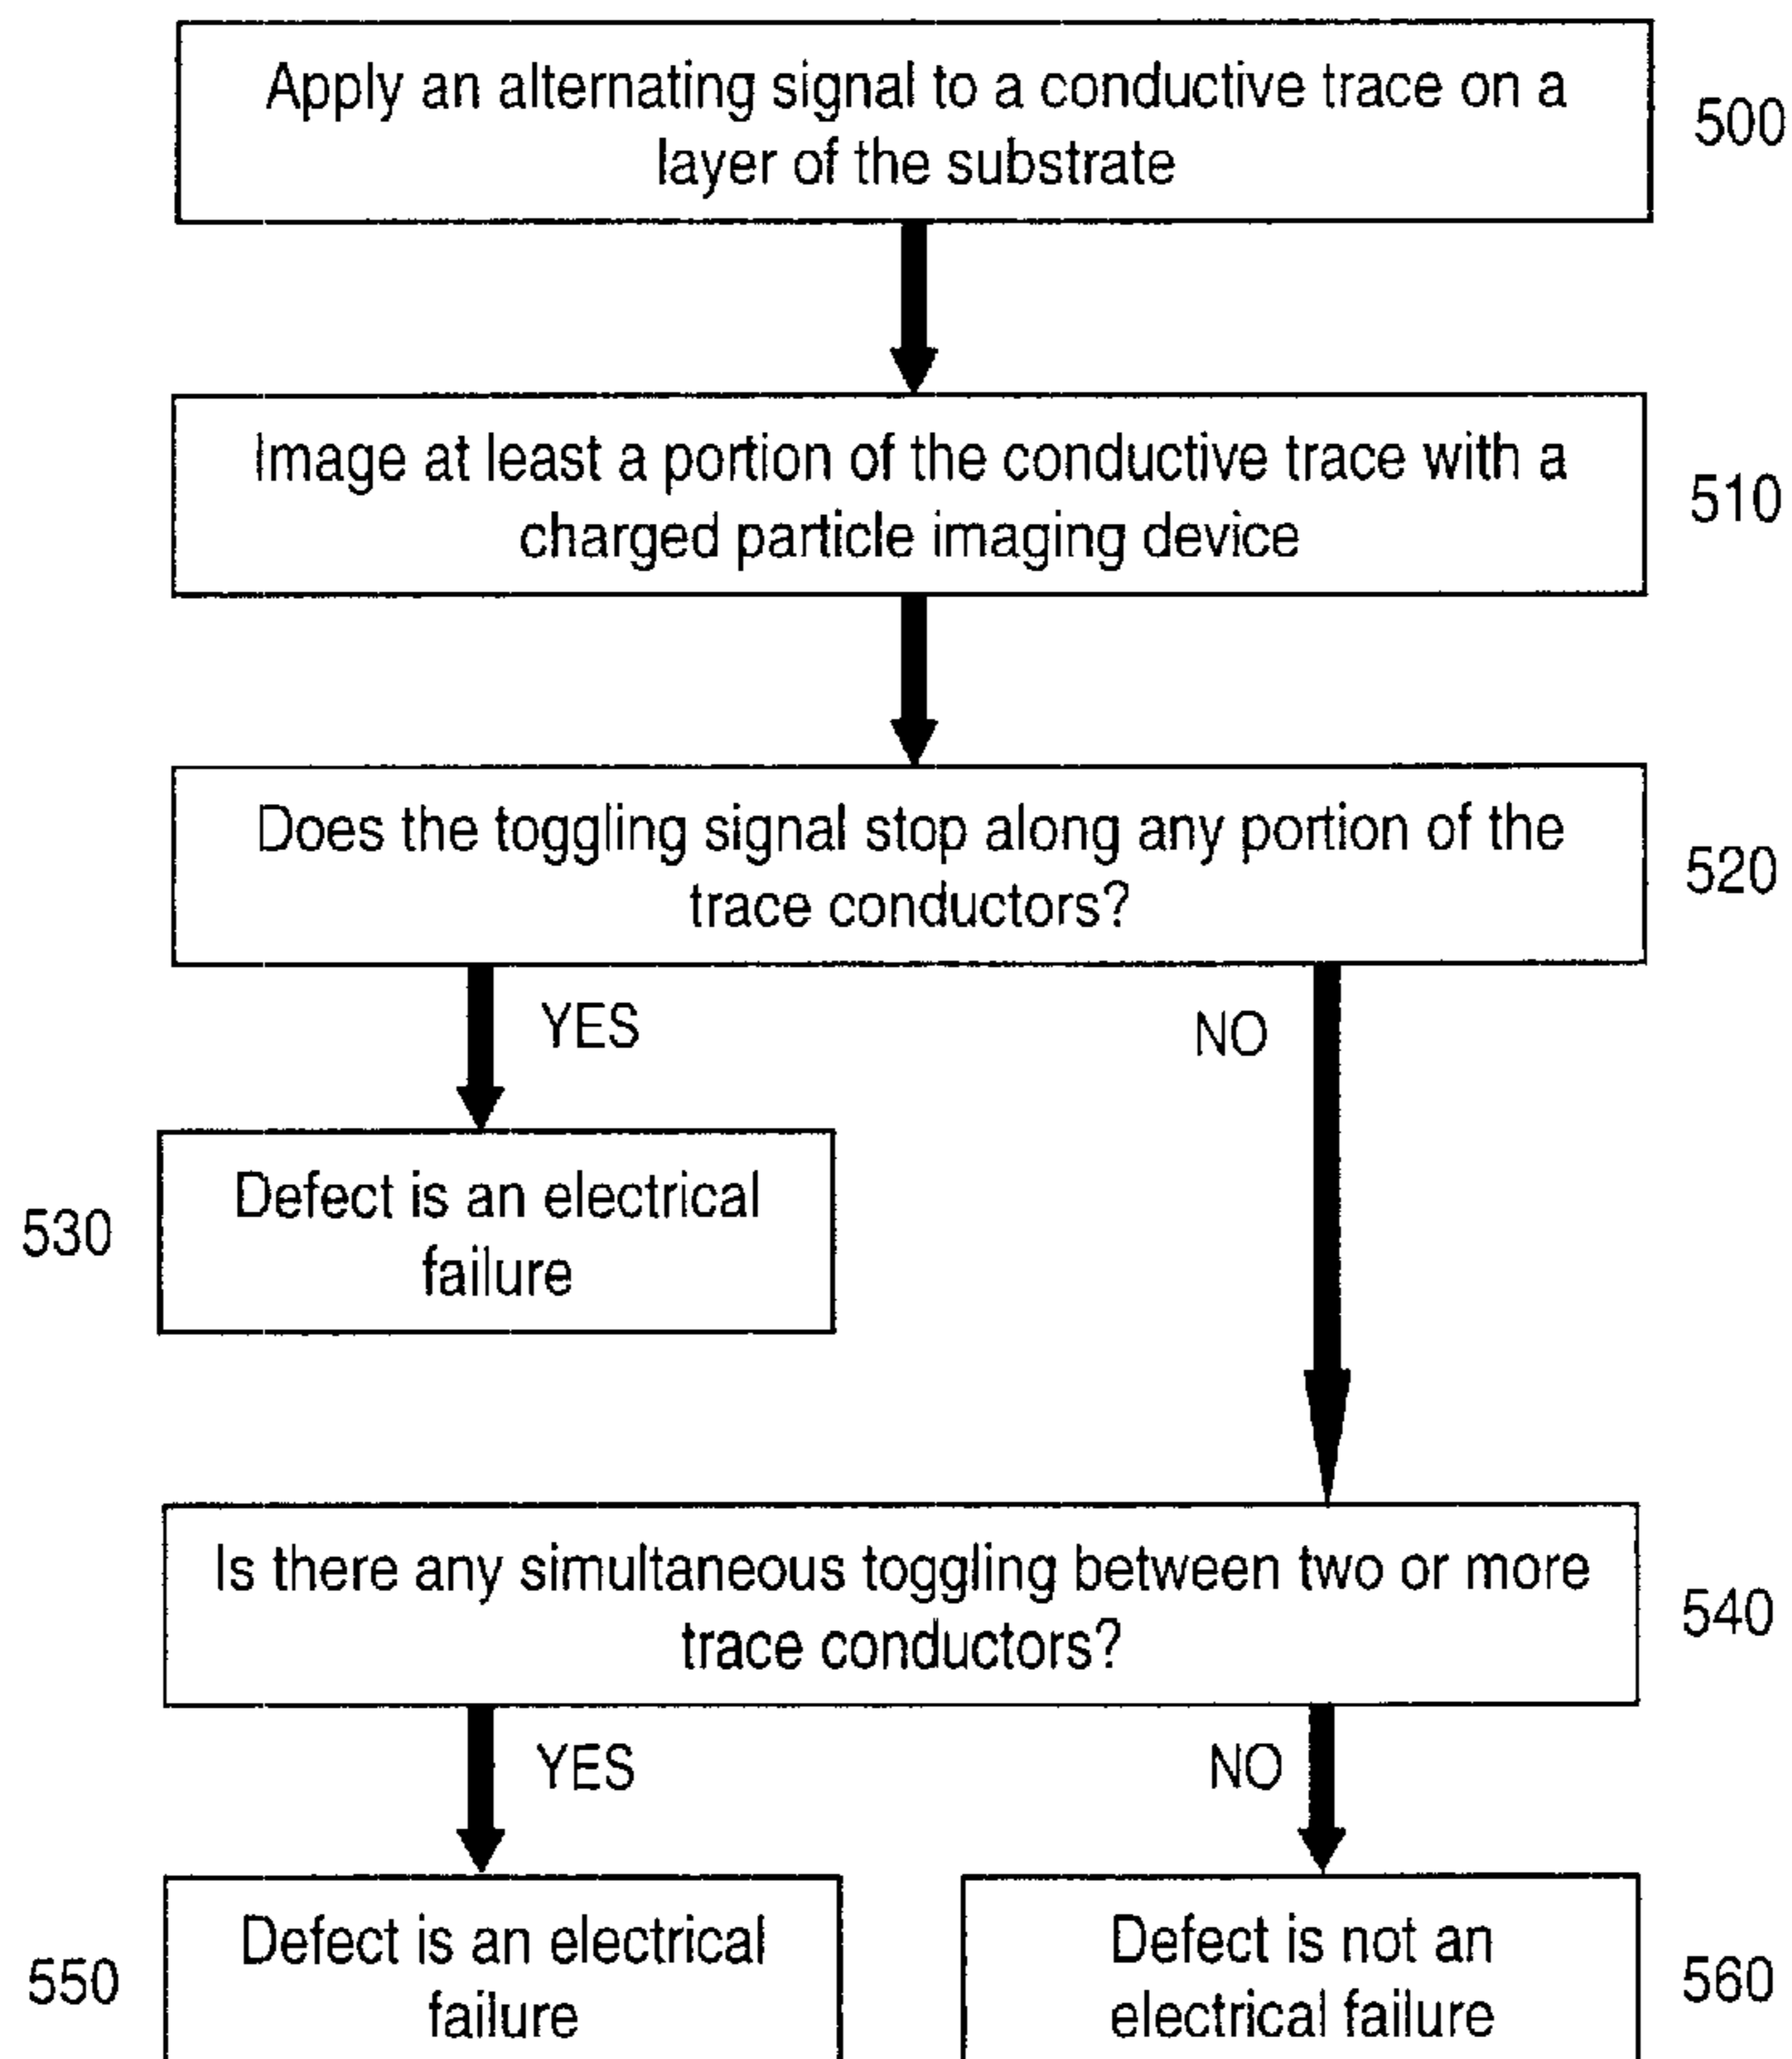 Apply an alternating signal to a conductive trace on a
layer of the substrate
500
Image at least a portion of the conductive trace with a
charged particle imaging device
510
Does the toggling signal stop along any portion of the
trace conductors?
520
YES
NO
530
Defect is an electrical
failure
Is there any simultaneous toggling between two or more
trace conductors?
540
YES
NO
550
Defect is an electrical
failure
Defect is not an
electrical failure
560